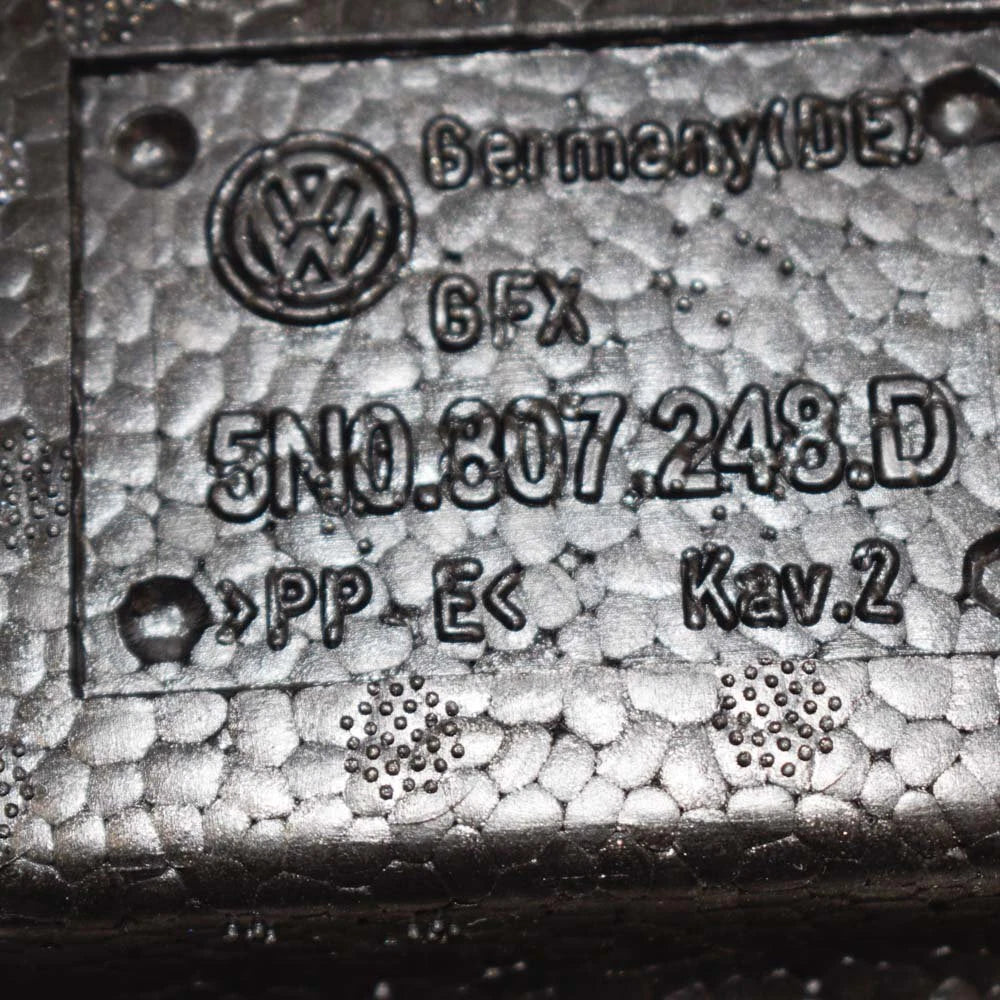 Germany(DE)
GFX
5N0.807.248.D
>PP E<
Kav.2